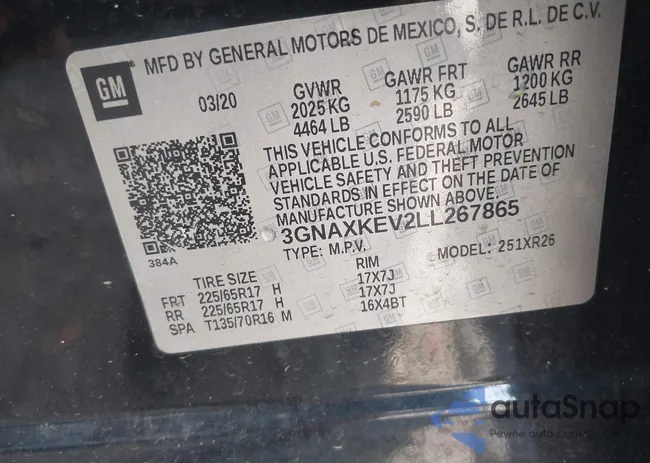 MFD BY GENERAL MOTORS DE MEXICO, S. DE R.L. DE C.V.
GM
03/20
GVWR
2025 KG
4464 LB
GAWR FRT
1175 KG
2590 LB
GAWR RR
1200 KG
2645 LB
THIS VEHICLE CONFORMS TO ALL
APPLICABLE U.S. FEDERAL MOTOR
VEHICLE SAFETY AND THEFT PREVENTION
STANDARDS IN EFFECT ON THE DATE OF
MANUFACTURE SHOWN ABOVE.
3GNAXKEV2LL267865
384A
TYPE: M.P.V.
MODEL: 251XR26
TIRE SIZE RIM
FRT 225/65R17 H 17X7J
RR 225/65R17 H 17X7J
SPA T135/70R16 M 16X4BT
autaSnap
Pewne auta